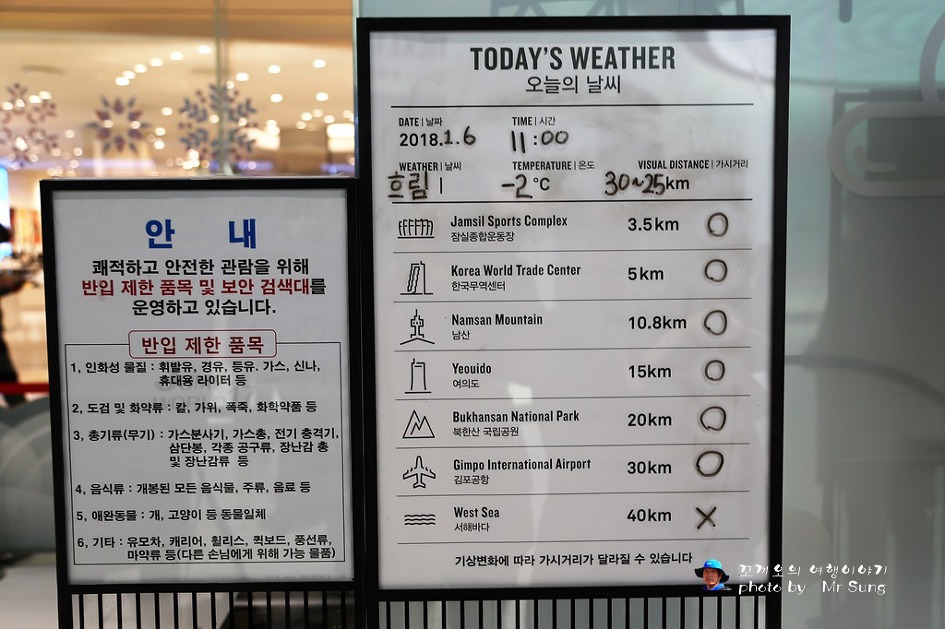 안 내
쾌적하고 안전한 관람을 위해
반입 제한 품목 및 보안 검색대를
운영하고 있습니다.
반입 제한 품목
1, 인화성 물질 : 휘발유, 경유, 등유. 가스, 신나,
휴대용 라이터 등
2, 도검 및 화약류 : 칼, 가위, 폭죽, 화학약품 등
3, 총기류(무기) : 가스분사기, 가스총, 전기 충격기,
삼단봉, 각종 공구류, 장난감 총
및 장난감류 등
4, 음식류 : 개봉된 모든 음식물, 주류, 음료 등
5, 애완동물 : 개, 고양이 등 동물일체
6, 기타 : 유모차, 캐리어, 힐리스, 퀵보드, 풍선류,
마약류 등(다른 손님에게 위해 가능 물품)
TODAY'S WEATHER
오늘의 날씨
DATE | 날짜 TIME | 시간
2018.1.6 11:00
WEATHER | 날씨 TEMPERATURE | 온도 VISUAL DISTANCE | 가시거리
흐림 | -2 °C 30~25km
Jamsil Sports Complex 3.5km O
잠실종합운동장
Korea World Trade Center 5km O
한국무역센터
Namsan Mountain 10.8km O
남산
Yeouido 15km O
여의도
Bukhansan National Park 20km O
북한산 국립공원
Gimpo International Airport 30km O
김포공항
West Sea 40km X
서해바다
기상변화에 따라 가시거리가 달라질 수 있습니다
꼬게오의 여행이야기
photo by Mr Sung